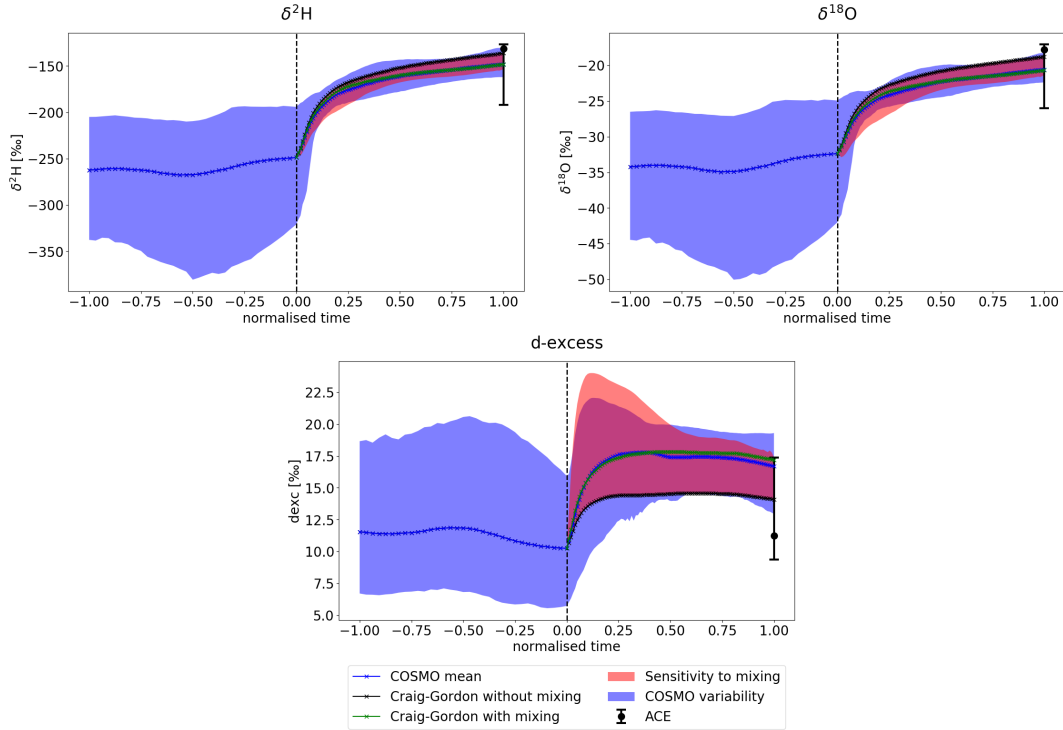 δ²H
δ²H [‰]
−150
−200
−250
−300
−350
−1.00 −0.75 −0.50 −0.25 0.00 0.25 0.50 0.75 1.00
normalised time
δ¹⁸O
δ¹⁸O [‰]
−20
−25
−30
−35
−40
−45
−50
−1.00 −0.75 −0.50 −0.25 0.00 0.25 0.50 0.75 1.00
normalised time
d-excess
dexc [‰]
22.5
20.0
17.5
15.0
12.5
10.0
7.5
5.0
−1.00 −0.75 −0.50 −0.25 0.00 0.25 0.50 0.75 1.00
normalised time
COSMO mean
Craig-Gordon without mixing
Craig-Gordon with mixing
Sensitivity to mixing
COSMO variability
ACE